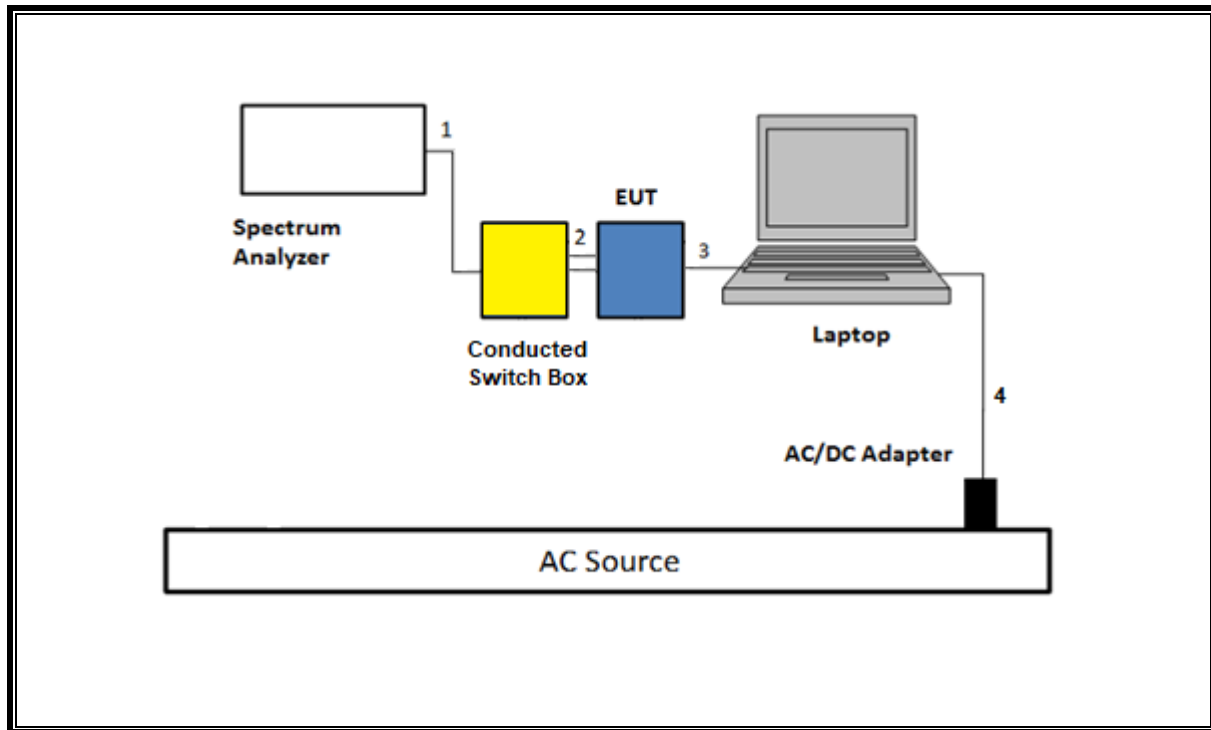 1
Spectrum
Analyzer
2
EUT
3
Conducted
Switch Box
Laptop
4
AC/DC Adapter
AC Source